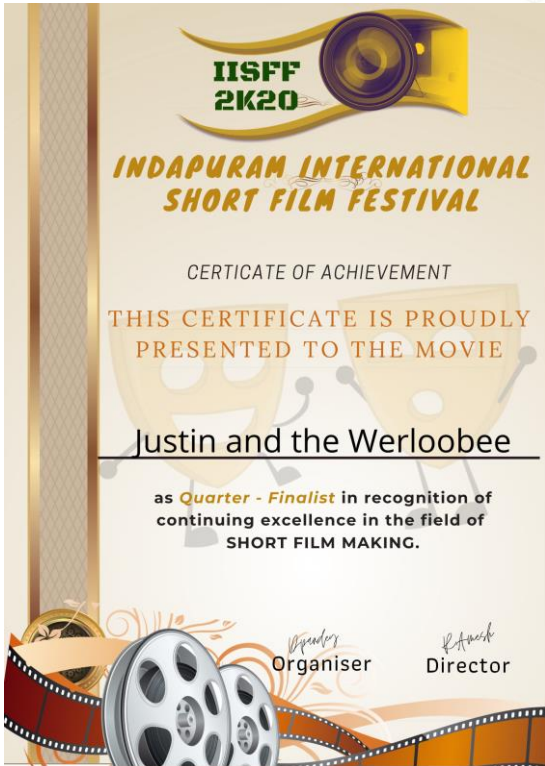 IISFF
2K20
INDAPURAM INTERNATIONAL
SHORT FILM FESTIVAL
CERTICATE OF ACHIEVEMENT
THIS CERTIFICATE IS PROUDLY
PRESENTED TO THE MOVIE
Justin and the Werloobee
as Quarter - Finalist in recognition of
continuing excellence in the field of
SHORT FILM MAKING.
Organiser
Director